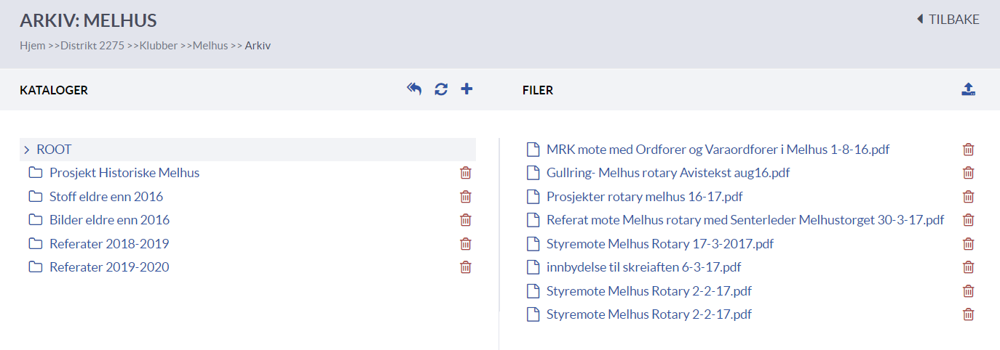 ARKIV: MELHUS
TILBAKE
Hjem >>Distrikt 2275 >>Klubber >>Melhus >> Arkiv
KATALOGER
FILER
ROOT
Prosjekt Historiske Melhus
Stoff eldre enn 2016
Bilder eldre enn 2016
Referater 2018-2019
Referater 2019-2020
MRK mote med Ordforer og Varaordforer i Melhus 1-8-16.pdf
Gullring- Melhus rotary Avistekst aug16.pdf
Prosjekter rotary melhus 16-17.pdf
Referat mote Melhus rotary med Senterleder Melhustorget 30-3-17.pdf
Styremote Melhus Rotary 17-3-2017.pdf
innbydelse til skreiaften 6-3-17.pdf
Styremote Melhus Rotary 2-2-17.pdf
Styremote Melhus Rotary 2-2-17.pdf